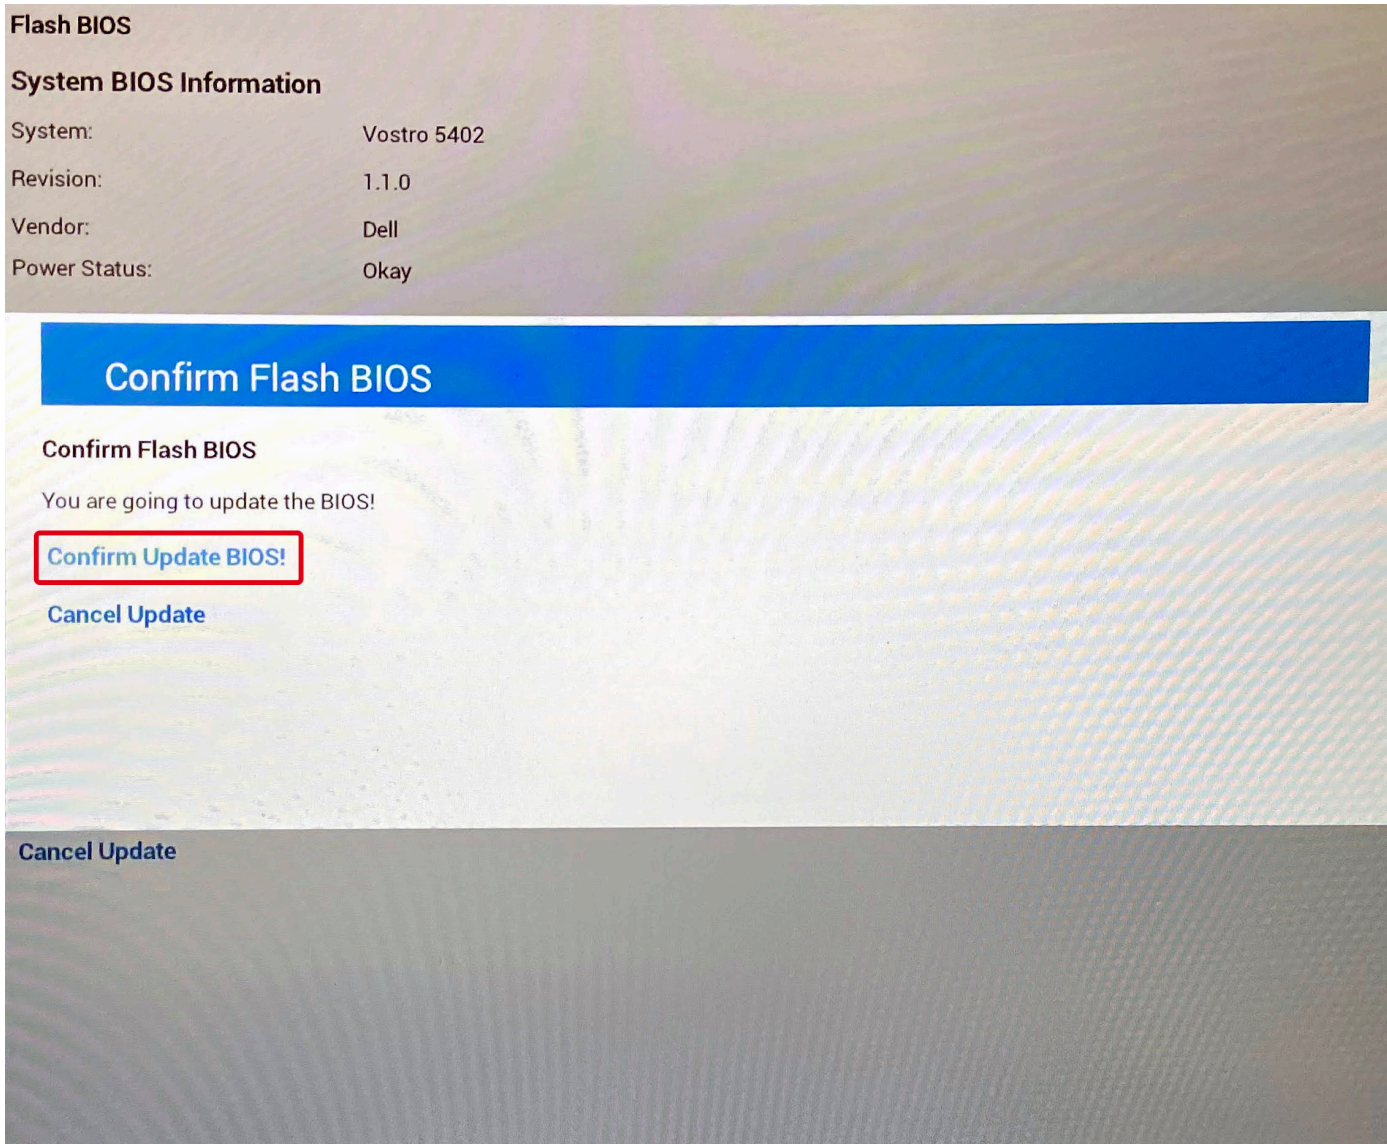 Flash BIOS
System BIOS Information
System: Vostro 5402
Revision: 1.1.0
Vendor: Dell
Power Status: Okay
Confirm Flash BIOS
Confirm Flash BIOS
You are going to update the BIOS!
Confirm Update BIOS!
Cancel Update
Cancel Update